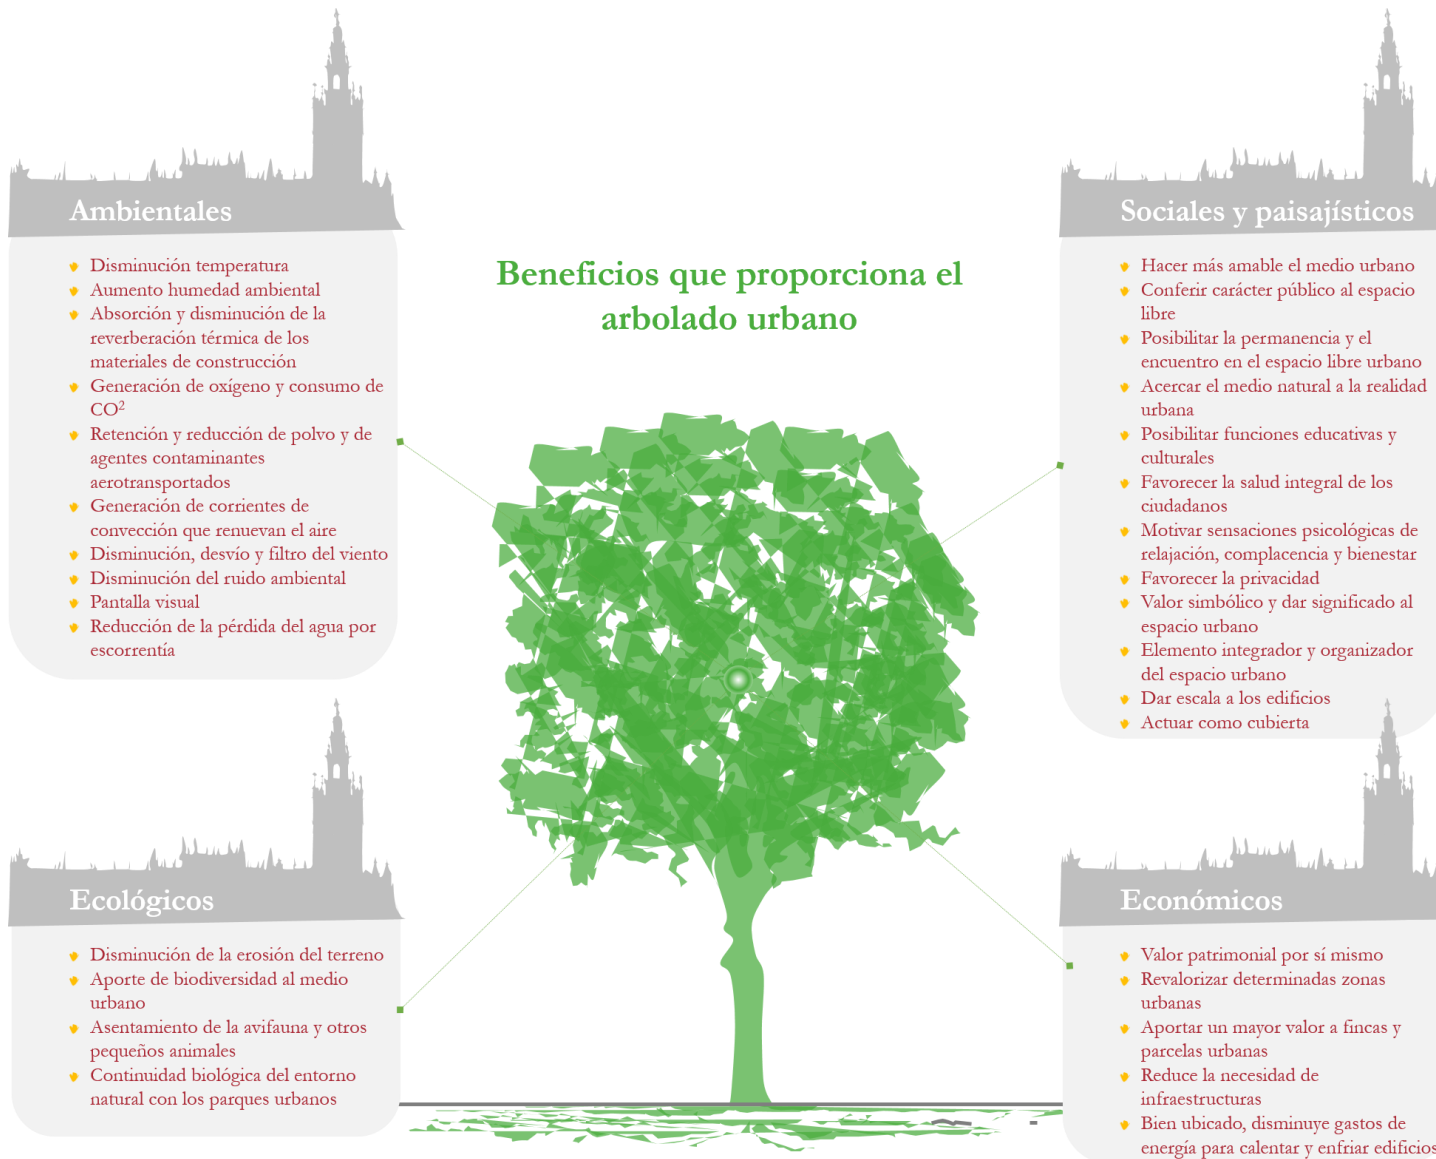 Ambientales
Disminución temperatura
Aumento humedad ambiental
Absorción y disminución de la
reverberación térmica de los
materiales de construcción
Generación de oxígeno y consumo de
CO²
Retención y reducción de polvo y de
agentes contaminantes
aerotransportados
Generación de corrientes de
convección que renuevan el aire
Disminución, desvío y filtro del viento
Disminución del ruido ambiental
Pantalla visual
Reducción de la pérdida del agua por
escorrentía
Beneficios que proporciona el
arbolado urbano
Sociales y paisajísticos
Hacer más amable el medio urbano
Conferir carácter público al espacio
libre
Posibilitar la permanencia y el
encuentro en el espacio libre urbano
Acercar el medio natural a la realidad
urbana
Posibilitar funciones educativas y
culturales
Favorecer la salud integral de los
ciudadanos
Motivar sensaciones psicológicas de
relajación, complacencia y bienestar
Favorecer la privacidad
Valor simbólico y dar significado al
espacio urbano
Elemento integrador y organizador
del espacio urbano
Dar escala a los edificios
Actuar como cubierta
Ecológicos
Disminución de la erosión del terreno
Aporte de biodiversidad al medio
urbano
Asentamiento de la avifauna y otros
pequeños animales
Continuidad biológica del entorno
natural con los parques urbanos
Económicos
Valor patrimonial por sí mismo
Revalorizar determinadas zonas
urbanas
Aportar un mayor valor a fincas y
parcelas urbanas
Reduce la necesidad de
infraestructuras
Bien ubicado, disminuye gastos de
energía para calentar y enfriar edificios